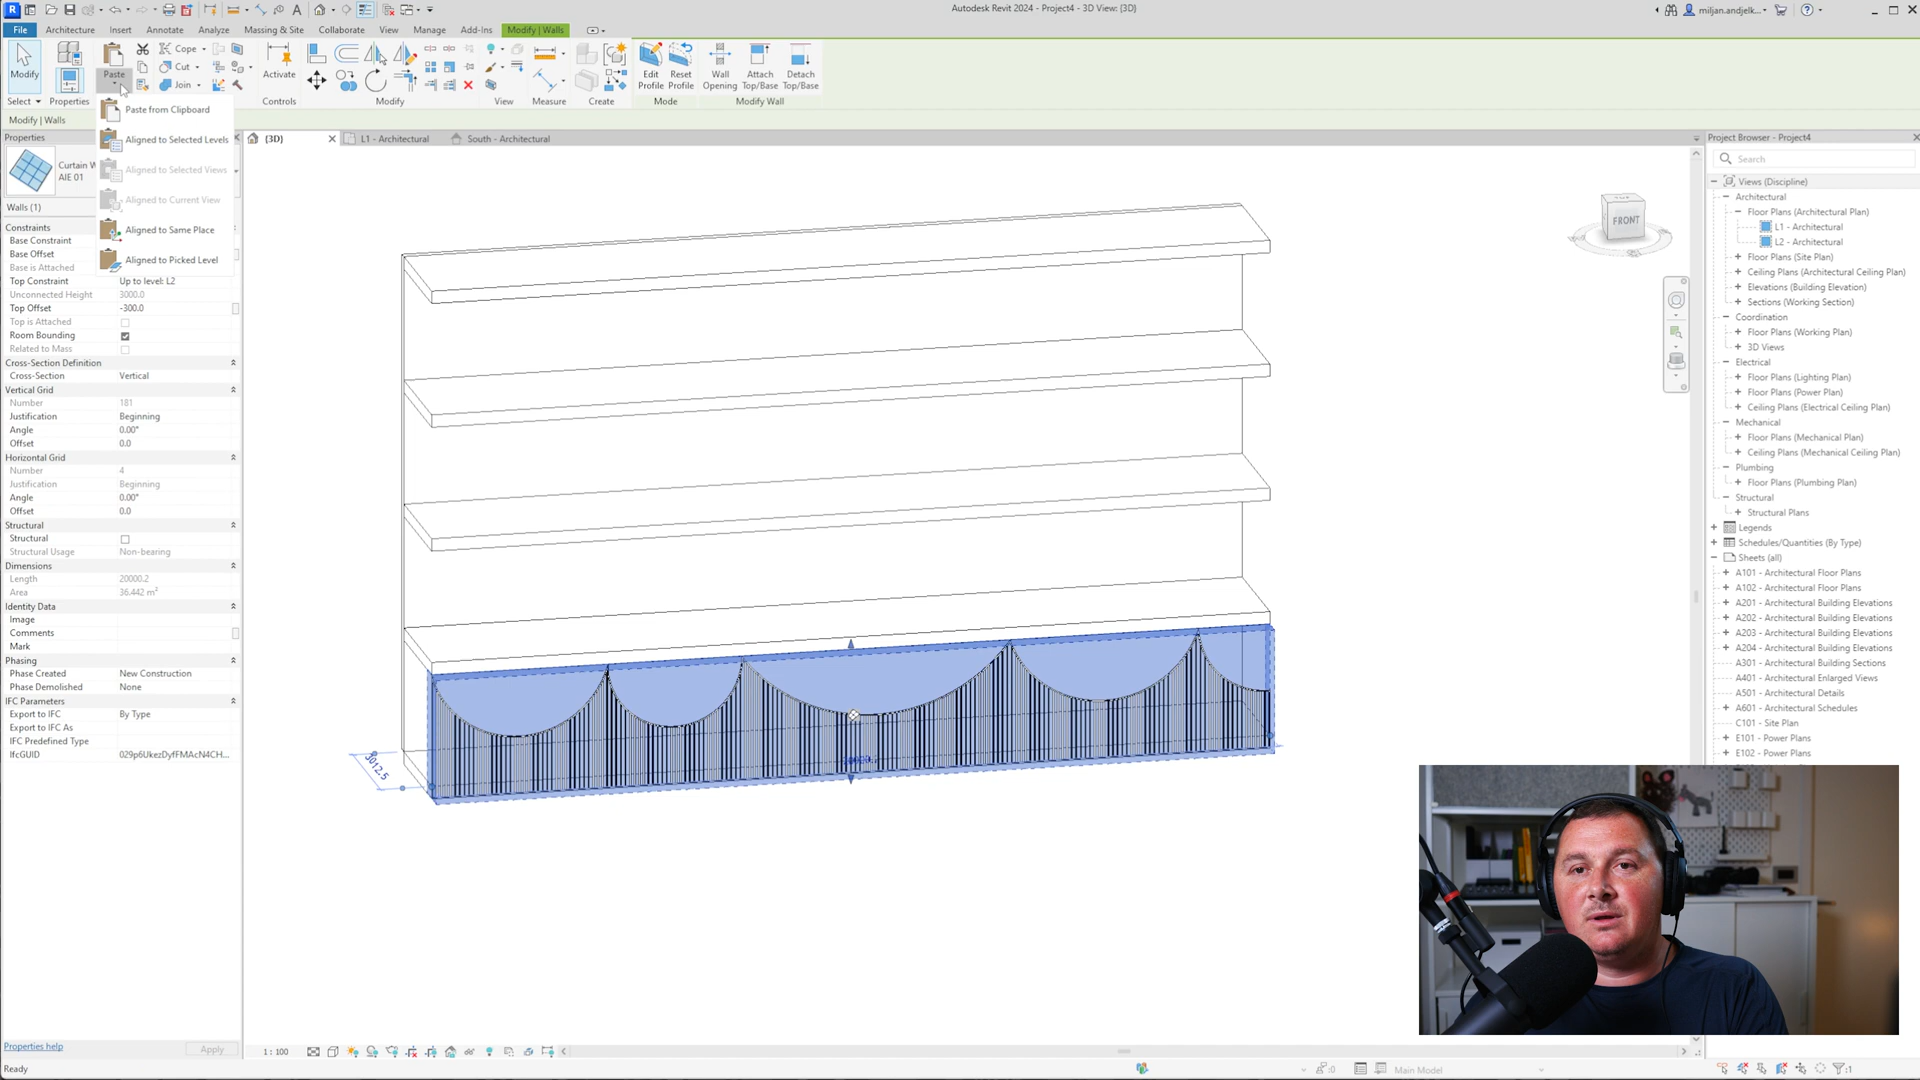 Autodesk Revit 2024 - Project4 - 3D View: {3D}
miljan.andjelk...
File
Architecture
Insert
Annotate
Analyze
Massing & Site
Collaborate
View
Manage
Add-Ins
Modify | Walls
Modify
Paste
Cope
Cut
Join
Activate
Edit
Profile
Reset
Profile
Wall
Opening
Attach
Top/Base
Detach
Top/Base
Select
Properties
Controls
Modify
View
Measure
Create
Mode
Modify Wall
Modify | Walls
Paste from Clipboard
Aligned to Selected Levels
Aligned to Selected Views
Aligned to Current View
Aligned to Same Place
Aligned to Picked Level
Properties
Curtain W
AIE 01
Walls (1)
Constraints
Base Constraint
Base Offset
Base is Attached
Top Constraint Up to level: L2
Unconnected Height 3000.0
Top Offset -300.0
Top is Attached
Room Bounding
Related to Mass
Cross-Section Definition
Cross-Section Vertical
Vertical Grid
Number 181
Justification Beginning
Angle 0.00°
Offset 0.0
Horizontal Grid
Number 4
Justification Beginning
Angle 0.00°
Offset 0.0
Structural
Structural
Structural Usage Non-bearing
Dimensions
Length 20000.2
Area 36.442 m²
Identity Data
Image
Comments
Mark
Phasing
Phase Created New Construction
Phase Demolished None
IFC Parameters
Export to IFC By Type
Export to IFC As
IFC Predefined Type
IfcGUID 029p6UkezDyfFMAcN4CH...
Properties help
Apply
Ready
{3D}
L1 - Architectural
South - Architectural
FRONT
3012.5
1 : 100
:0
Main Model
:1
Project Browser - Project4
Search
Views (Discipline)
Architectural
Floor Plans (Architectural Plan)
L1 - Architectural
L2 - Architectural
Floor Plans (Site Plan)
Ceiling Plans (Architectural Ceiling Plan)
Elevations (Building Elevation)
Sections (Working Section)
Coordination
Floor Plans (Working Plan)
3D Views
Electrical
Floor Plans (Lighting Plan)
Floor Plans (Power Plan)
Ceiling Plans (Electrical Ceiling Plan)
Mechanical
Floor Plans (Mechanical Plan)
Ceiling Plans (Mechanical Ceiling Plan)
Plumbing
Floor Plans (Plumbing Plan)
Structural
Structural Plans
Legends
Schedules/Quantities (By Type)
Sheets (all)
A101 - Architectural Floor Plans
A102 - Architectural Floor Plans
A201 - Architectural Building Elevations
A202 - Architectural Building Elevations
A203 - Architectural Building Elevations
A204 - Architectural Building Elevations
A301 - Architectural Building Sections
A401 - Architectural Enlarged Views
A501 - Architectural Details
A601 - Architectural Schedules
C101 - Site Plan
E101 - Power Plans
E102 - Power Plans